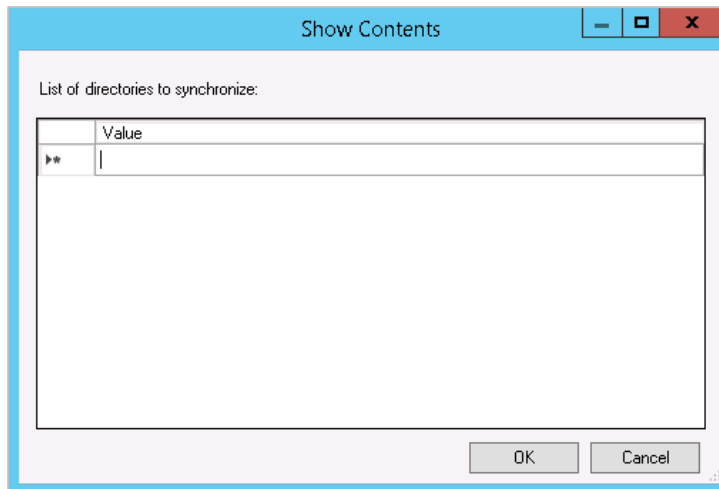 Show Contents
List of directories to synchronize:
Value
OK
Cancel